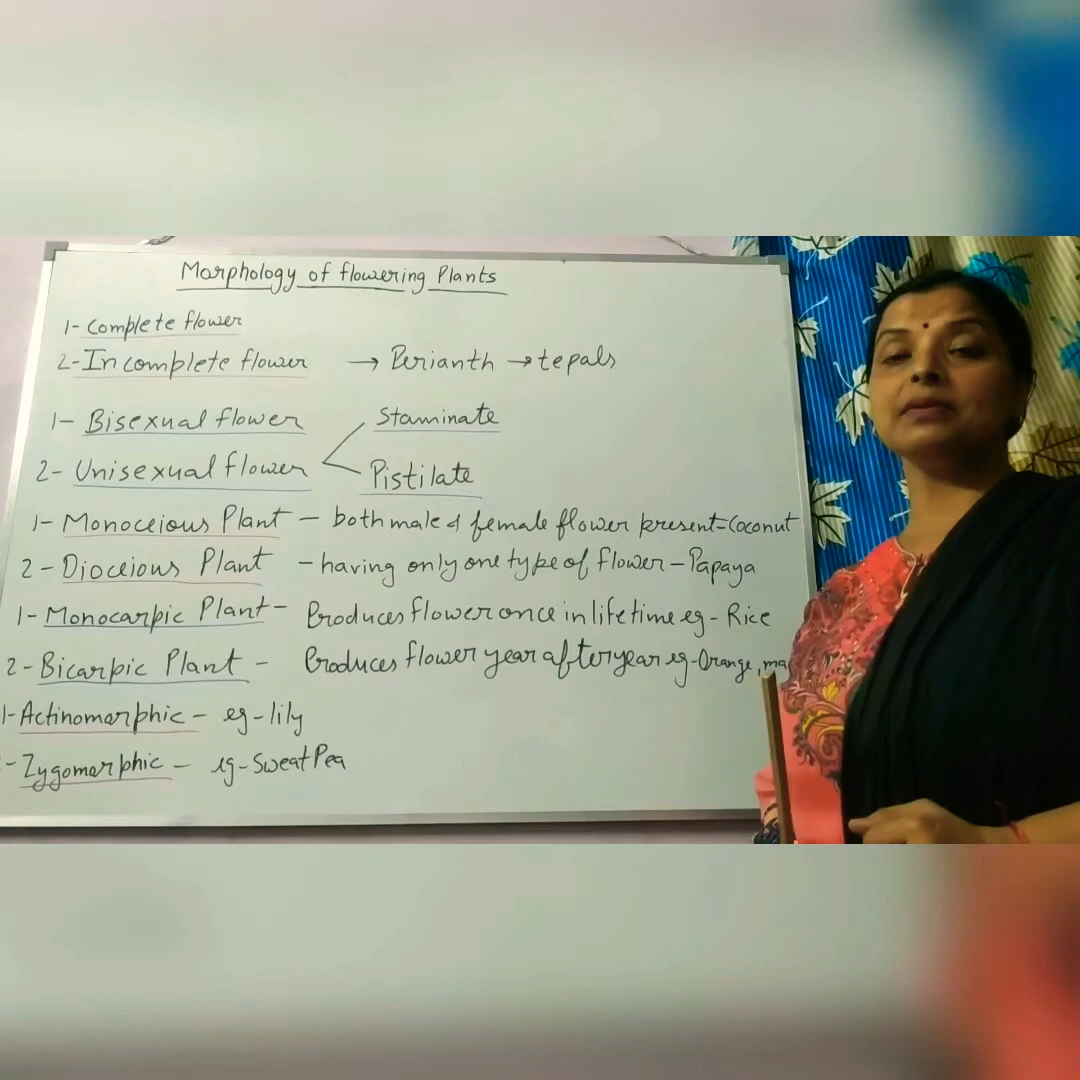 Morphology of flowering Plants
1- Complete flower
2- Incomplete flower → Perianth → tepals
1- Bisexual flower
Staminate
2- Unisexual flower
Pistilate
1- Monoceious Plant - both male & female flower present = Coconut
2- Dioceious Plant - having only one type of flower - Papaya
1- Monocarpic Plant - Produces flower once in lifetime eg - Rice
2- Bicarpic Plant - Produces flower year after year eg - Orange,
1- Actinomorphic - eg - lily
- Zygomorphic - eg - Sweat Pea